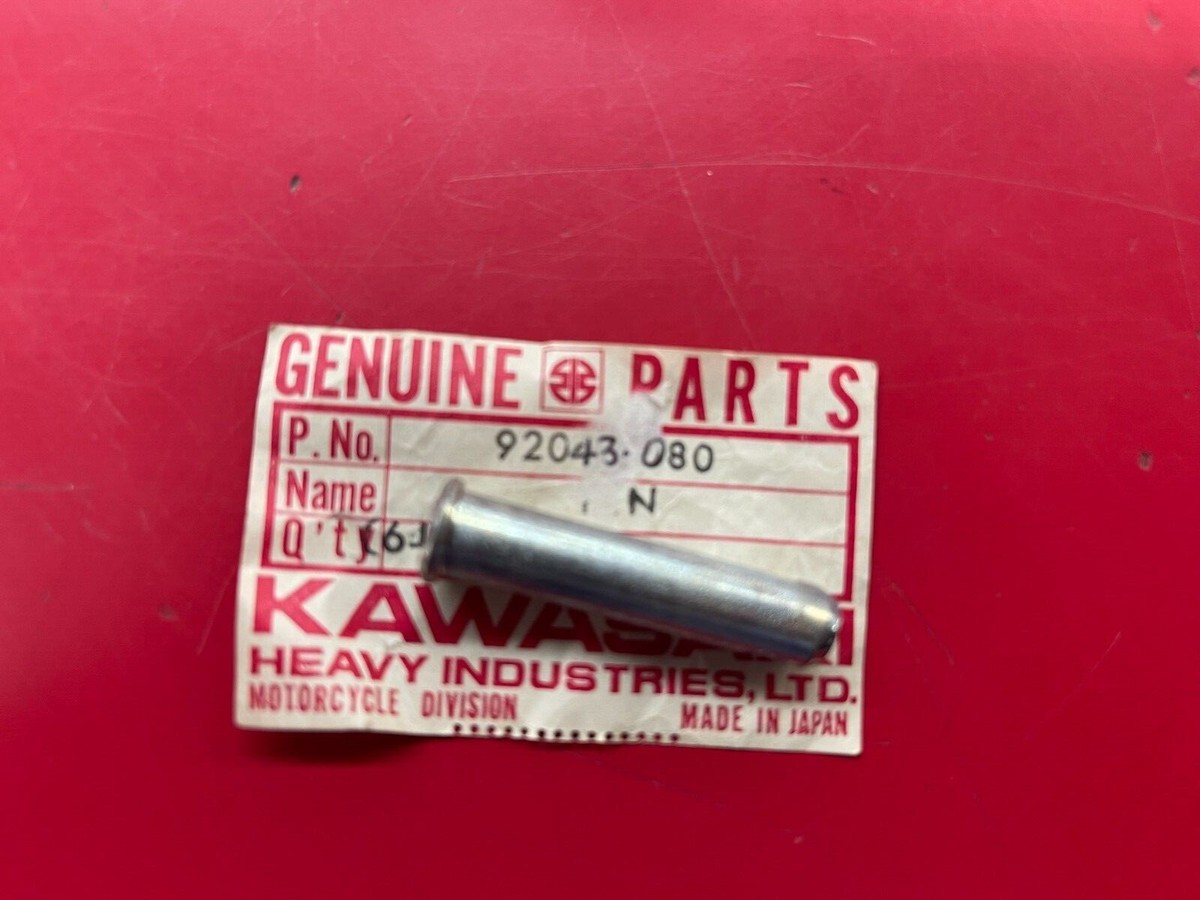 GENUINE PARTS
P. No. 92043-080
Name N
Q'ty
KAWASAKI
HEAVY INDUSTRIES, LTD.
MOTORCYCLE DIVISION MADE IN JAPAN